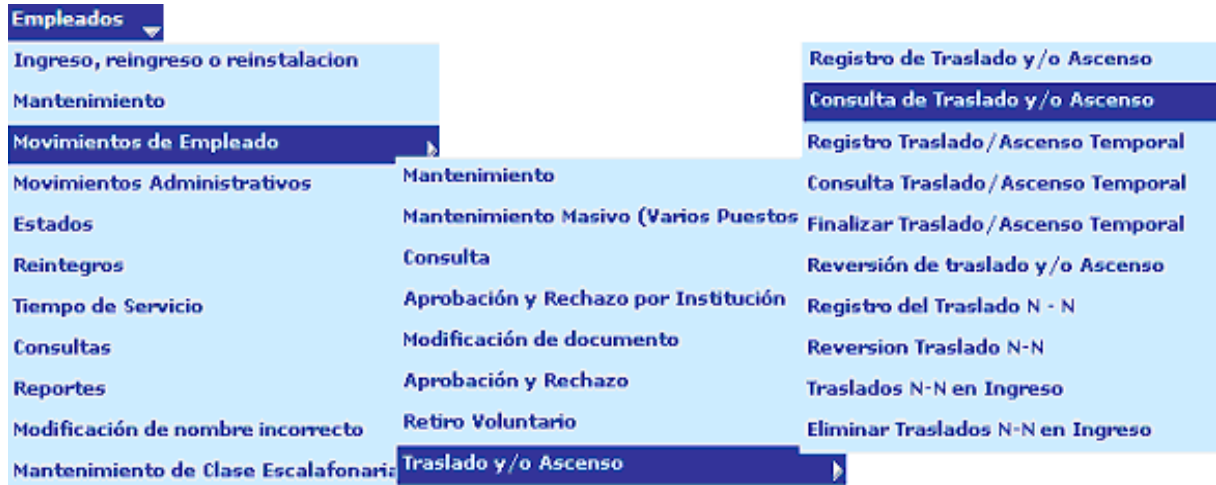 Empleados
Ingreso, reingreso o reinstalacion
Mantenimiento
Movimientos de Empleado
Movimientos Administrativos
Estados
Reintegros
Tiempo de Servicio
Consultas
Reportes
Modificación de nombre incorrecto
Mantenimiento de Clase Escalafonaria
Mantenimiento
Mantenimiento Masivo (Varios Puestos
Consulta
Aprobación y Rechazo por Institución
Modificación de documento
Aprobación y Rechazo
Retiro Voluntario
Traslado y/o Ascenso
Registro de Traslado y/o Ascenso
Consulta de Traslado y/o Ascenso
Registro Traslado/Ascenso Temporal
Consulta Traslado/Ascenso Temporal
Finalizar Traslado/Ascenso Temporal
Reversión de traslado y/o Ascenso
Registro del Traslado N - N
Reversion Traslado N-N
Traslados N-N en Ingreso
Eliminar Traslados N-N en Ingreso